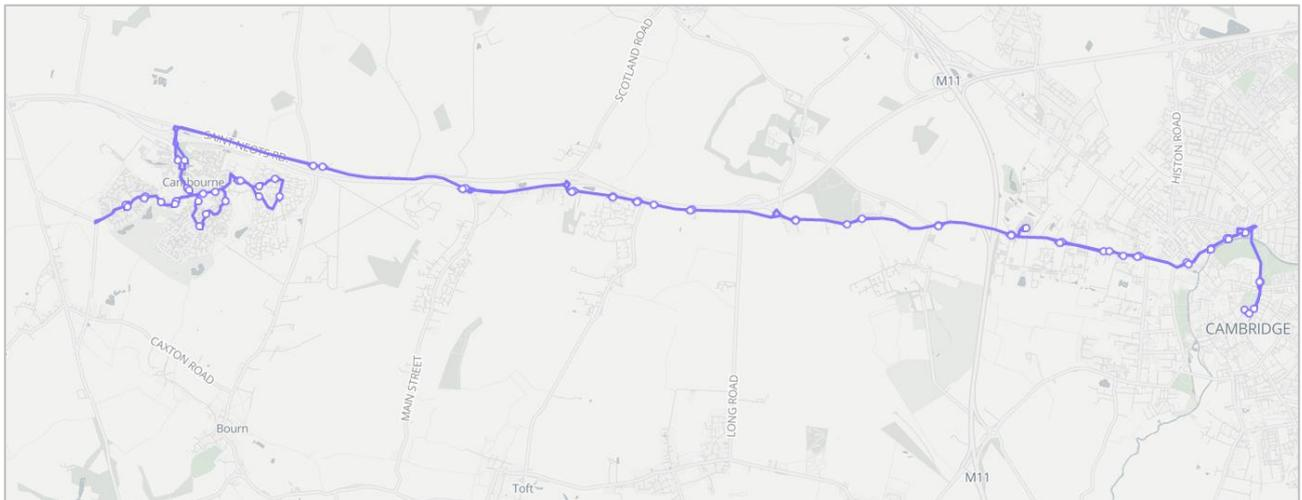 SCOTLAND ROAD
M11
HISTON ROAD
SAINT NEOTS RD
Cambourne
CAMBRIDGE
CAXTON ROAD
MAIN STREET
LONG ROAD
Bourn
M11
Toft